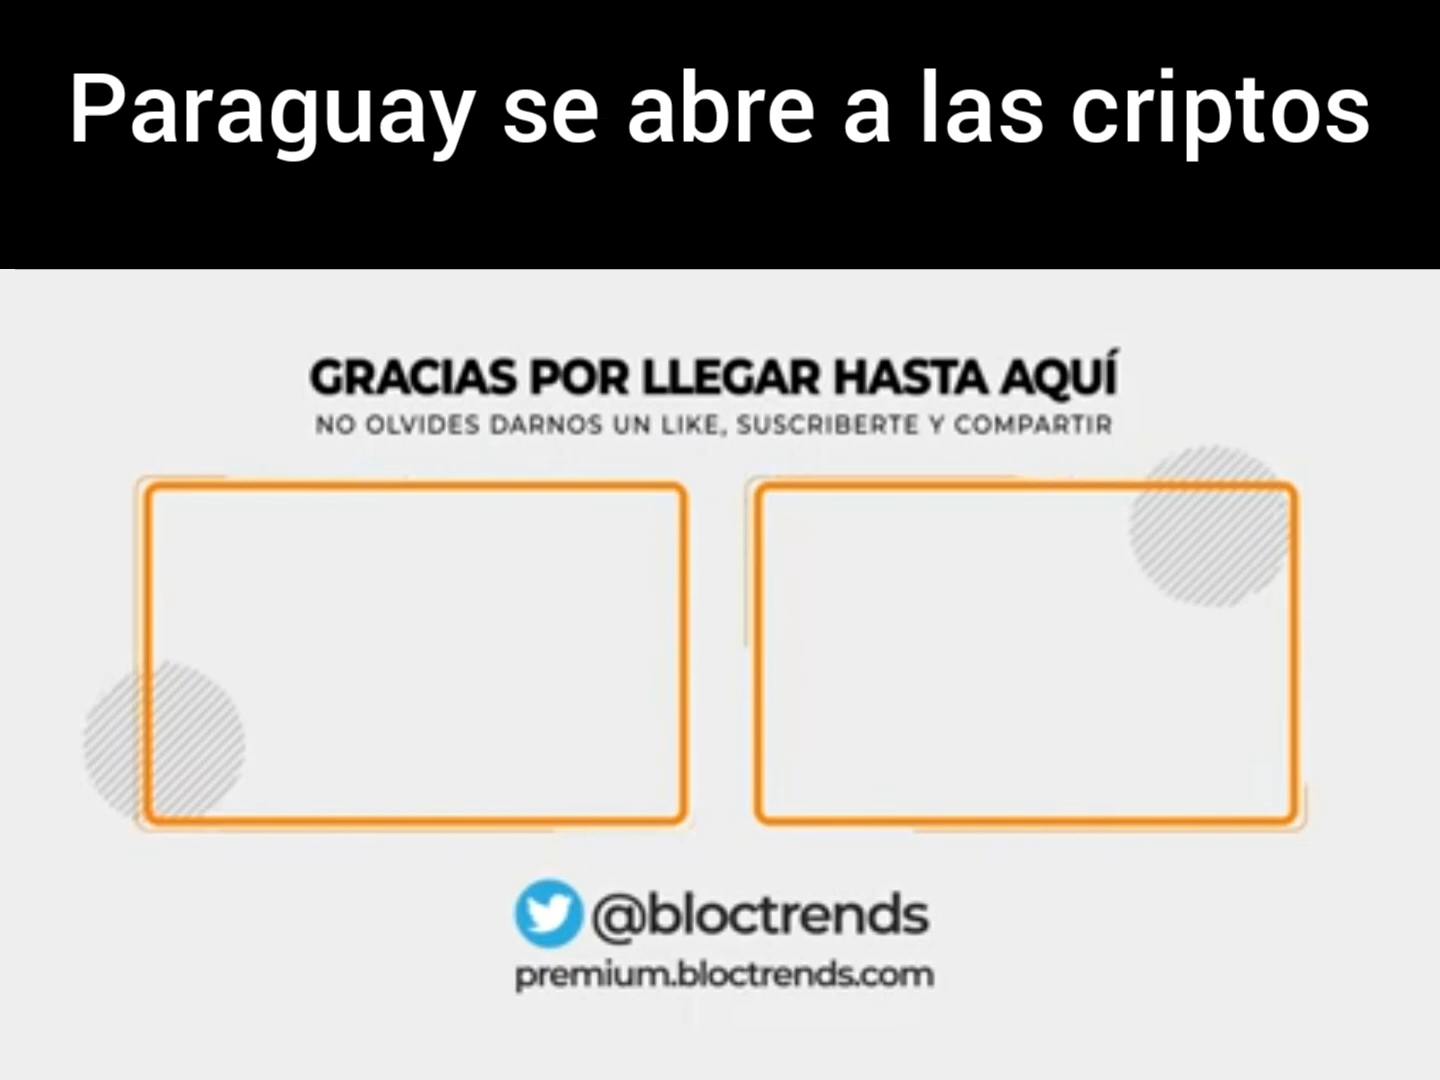 Paraguay se abre a las criptos
GRACIAS POR LLEGAR HASTA AQUÍ
NO OLVIDES DARNOS UN LIKE, SUSCRIBERTE Y COMPARTIR
@bloctrends
premium.bloctrends.com